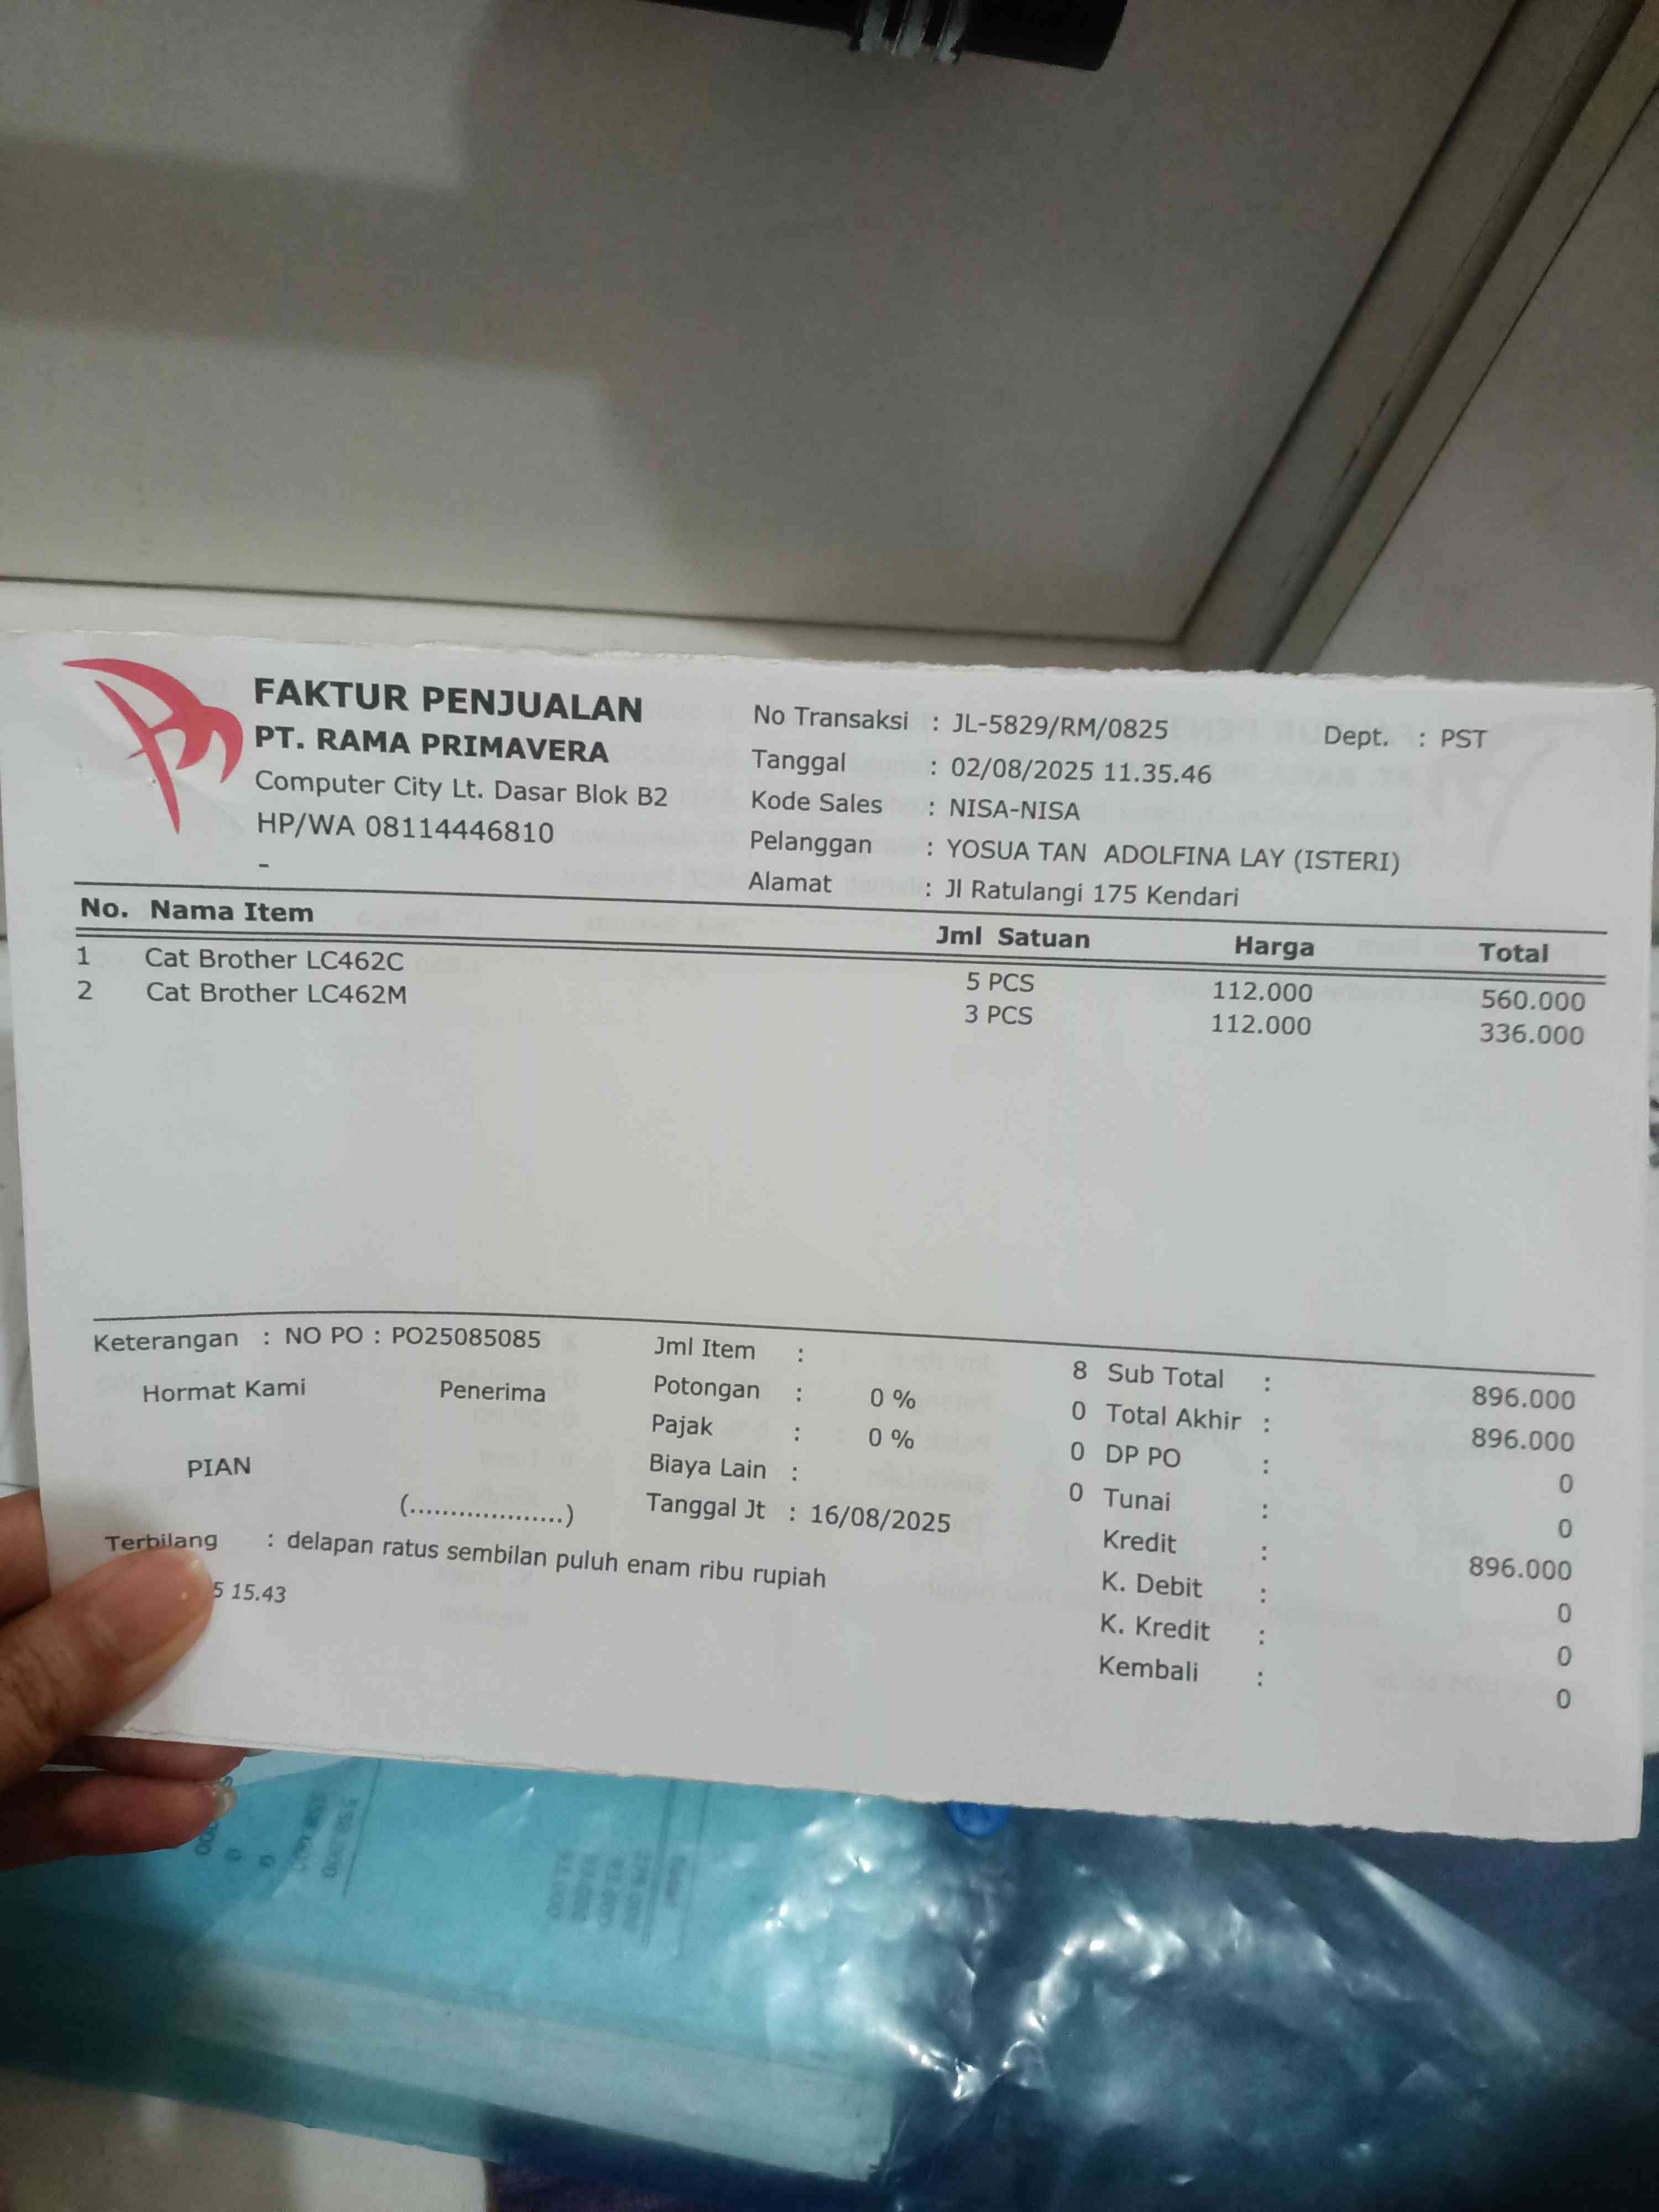 FAKTUR PENJUALAN
PT. RAMA PRIMAVERA
Computer City Lt. Dasar Blok B2
HP/WA 08114446810
-
No Transaksi : JL-5829/RM/0825 Dept. : PST
Tanggal : 02/08/2025 11.35.46
Kode Sales : NISA-NISA
Pelanggan : YOSUA TAN ADOLFINA LAY (ISTERI)
Alamat : Jl Ratulangi 175 Kendari
No. Nama Item Jml Satuan Harga Total
1 Cat Brother LC462C 5 PCS 112.000 560.000
2 Cat Brother LC462M 3 PCS 112.000 336.000
Keterangan : NO PO : PO25085085
Hormat Kami Penerima
PIAN
(...................)
Jml Item : 8
Potongan : 0 % 0
Pajak : 0 % 0
Biaya Lain : 0
Tanggal Jt : 16/08/2025
Sub Total : 896.000
Total Akhir : 896.000
DP PO : 0
Tunai : 0
Kredit : 896.000
K. Debit : 0
K. Kredit : 0
Kembali : 0
Terbilang : delapan ratus sembilan puluh enam ribu rupiah
5 15.43